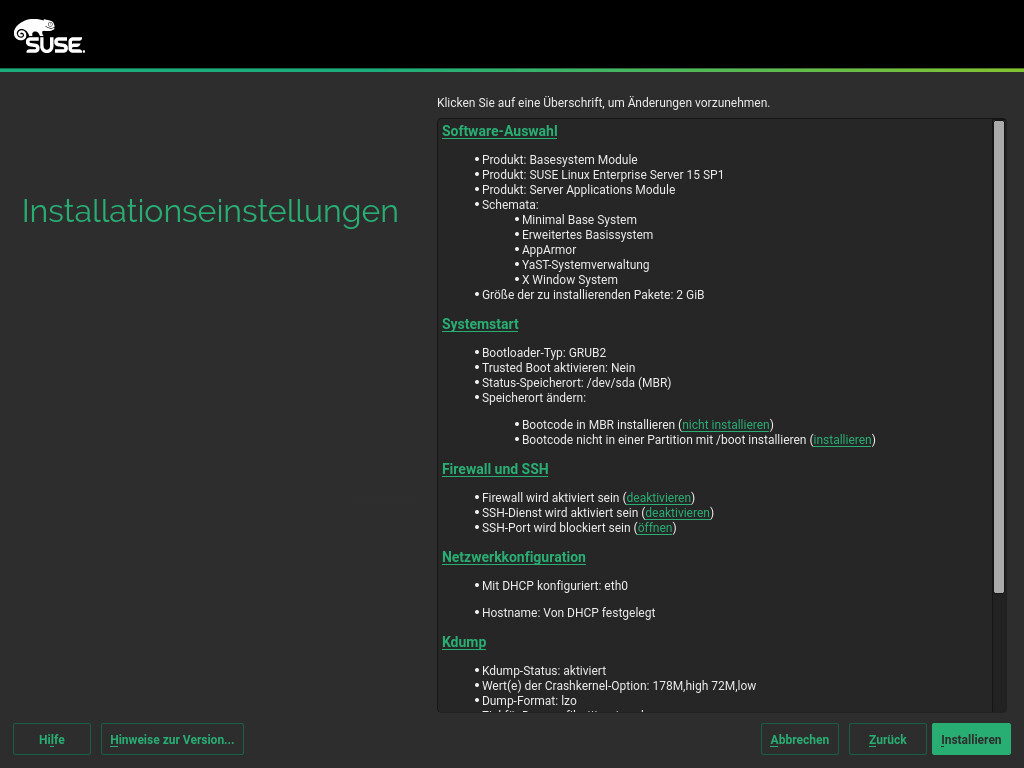 SUSE.
Klicken Sie auf eine Überschrift, um Änderungen vorzunehmen.
Installationseinstellungen
Software-Auswahl
• Produkt: Basesystem Module
• Produkt: SUSE Linux Enterprise Server 15 SP1
• Produkt: Server Applications Module
• Schemata:
• Minimal Base System
• Erweitertes Basissystem
• AppArmor
• YaST-Systemverwaltung
• X Window System
• Größe der zu installierenden Pakete: 2 GiB
Systemstart
• Bootloader-Typ: GRUB2
• Trusted Boot aktivieren: Nein
• Status-Speicherort: /dev/sda (MBR)
• Speicherort ändern:
• Bootcode in MBR installieren (nicht installieren)
• Bootcode nicht in einer Partition mit /boot installieren (installieren)
Firewall und SSH
• Firewall wird aktiviert sein (deaktivieren)
• SSH-Dienst wird aktiviert sein (deaktivieren)
• SSH-Port wird blockiert sein (öffnen)
Netzwerkkonfiguration
• Mit DHCP konfiguriert: eth0
• Hostname: Von DHCP festgelegt
Kdump
• Kdump-Status: aktiviert
• Wert(e) der Crashkernel-Option: 178M,high 72M,low
• Dump-Format: lzo
Hilfe
Hinweise zur Version...
Abbrechen
Zurück
Installieren